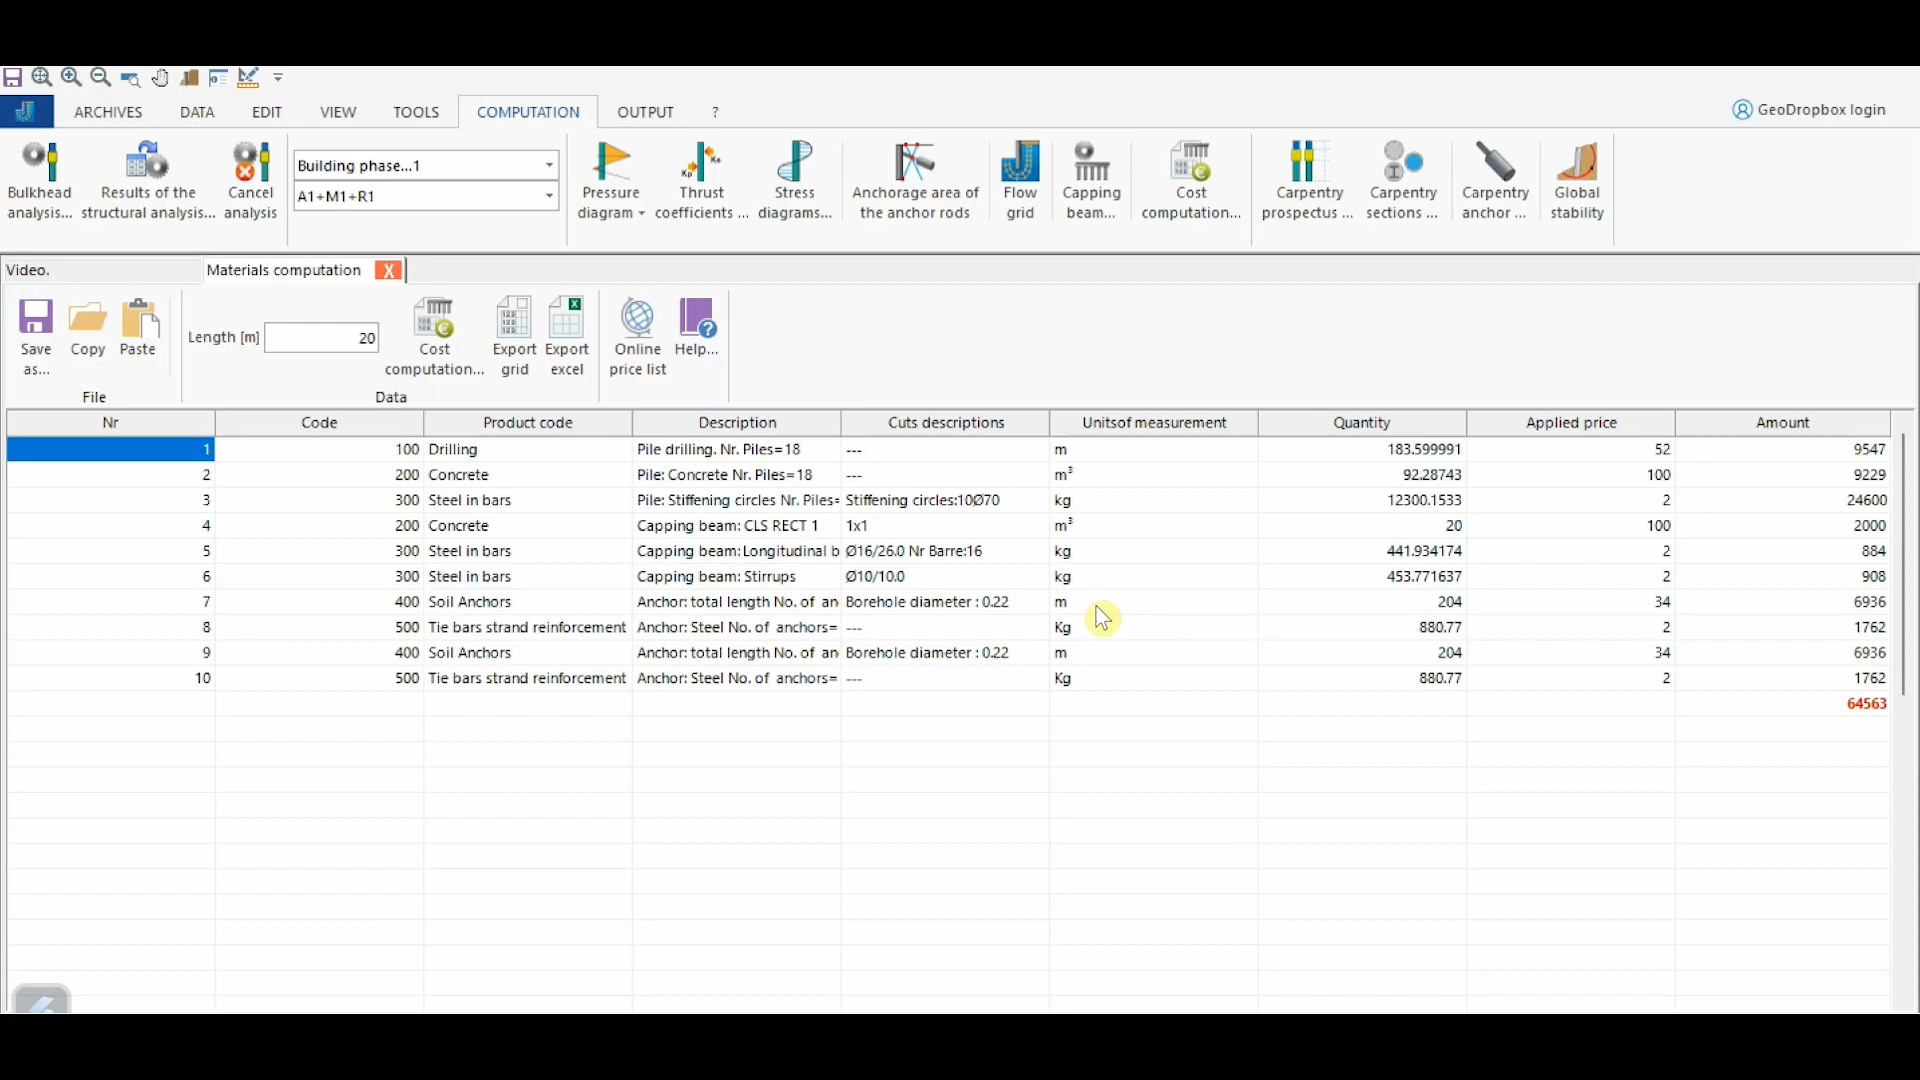 ARCHIVES DATA EDIT VIEW TOOLS COMPUTATION OUTPUT ? GeoDropbox login
Bulkhead analysis...
Results of the structural analysis...
Cancel analysis
Building phase...1
A1+M1+R1
Pressure diagram
Thrust coefficients ...
Stress diagrams...
Anchorage area of the anchor rods
Flow grid
Capping beam...
Cost computation...
Carpentry prospectus ...
Carpentry sections ...
Carpentry anchor ...
Global stability
Video. Materials computation X
Save as...
Copy
Paste
File
Length [m] 20
Cost computation...
Export grid
Export excel
Data
Online price list
Help...
Nr Code Product code Description Cuts descriptions Unitsof measurement Quantity Applied price Amount
1 100 Drilling Pile drilling. Nr. Piles=18 --- m 183.599991 52 9547
2 200 Concrete Pile: Concrete Nr. Piles=18 --- m³ 92.28743 100 9229
3 300 Steel in bars Pile: Stiffening circles Nr. Piles= Stiffening circles:10Ø70 kg 12300.1533 2 24600
4 200 Concrete Capping beam: CLS RECT 1 1x1 m³ 20 100 2000
5 300 Steel in bars Capping beam: Longitudinal b Ø16/26.0 Nr Barre:16 kg 441.934174 2 884
6 300 Steel in bars Capping beam: Stirrups Ø10/10.0 kg 453.771637 2 908
7 400 Soil Anchors Anchor: total length No. of an Borehole diameter : 0.22 m 204 34 6936
8 500 Tie bars strand reinforcement Anchor: Steel No. of anchors= --- Kg 880.77 2 1762
9 400 Soil Anchors Anchor: total length No. of an Borehole diameter : 0.22 m 204 34 6936
10 500 Tie bars strand reinforcement Anchor: Steel No. of anchors= --- Kg 880.77 2 1762
64563